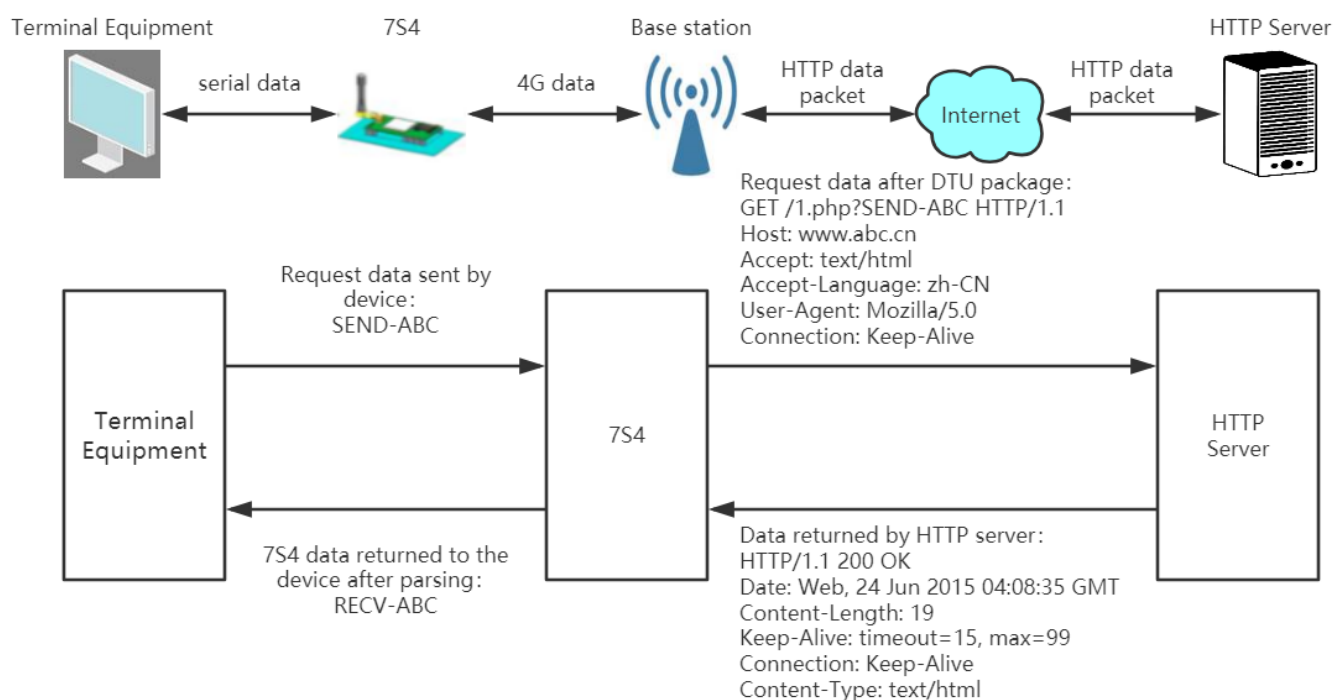 Terminal Equipment
7S4
Base station
HTTP Server
serial data
4G data
HTTP data
packet
Internet
HTTP data
packet
Request data after DTU package:
GET /1.php?SEND-ABC HTTP/1.1
Host: www.abc.cn
Accept: text/html
Accept-Language: zh-CN
User-Agent: Mozilla/5.0
Connection: Keep-Alive
Request data sent by
device:
SEND-ABC
Terminal
Equipment
7S4
HTTP
Server
7S4 data returned to the
device after parsing:
RECV-ABC
Data returned by HTTP server:
HTTP/1.1 200 OK
Date: Web, 24 Jun 2015 04:08:35 GMT
Content-Length: 19
Keep-Alive: timeout=15, max=99
Connection: Keep-Alive
Content-Type: text/html